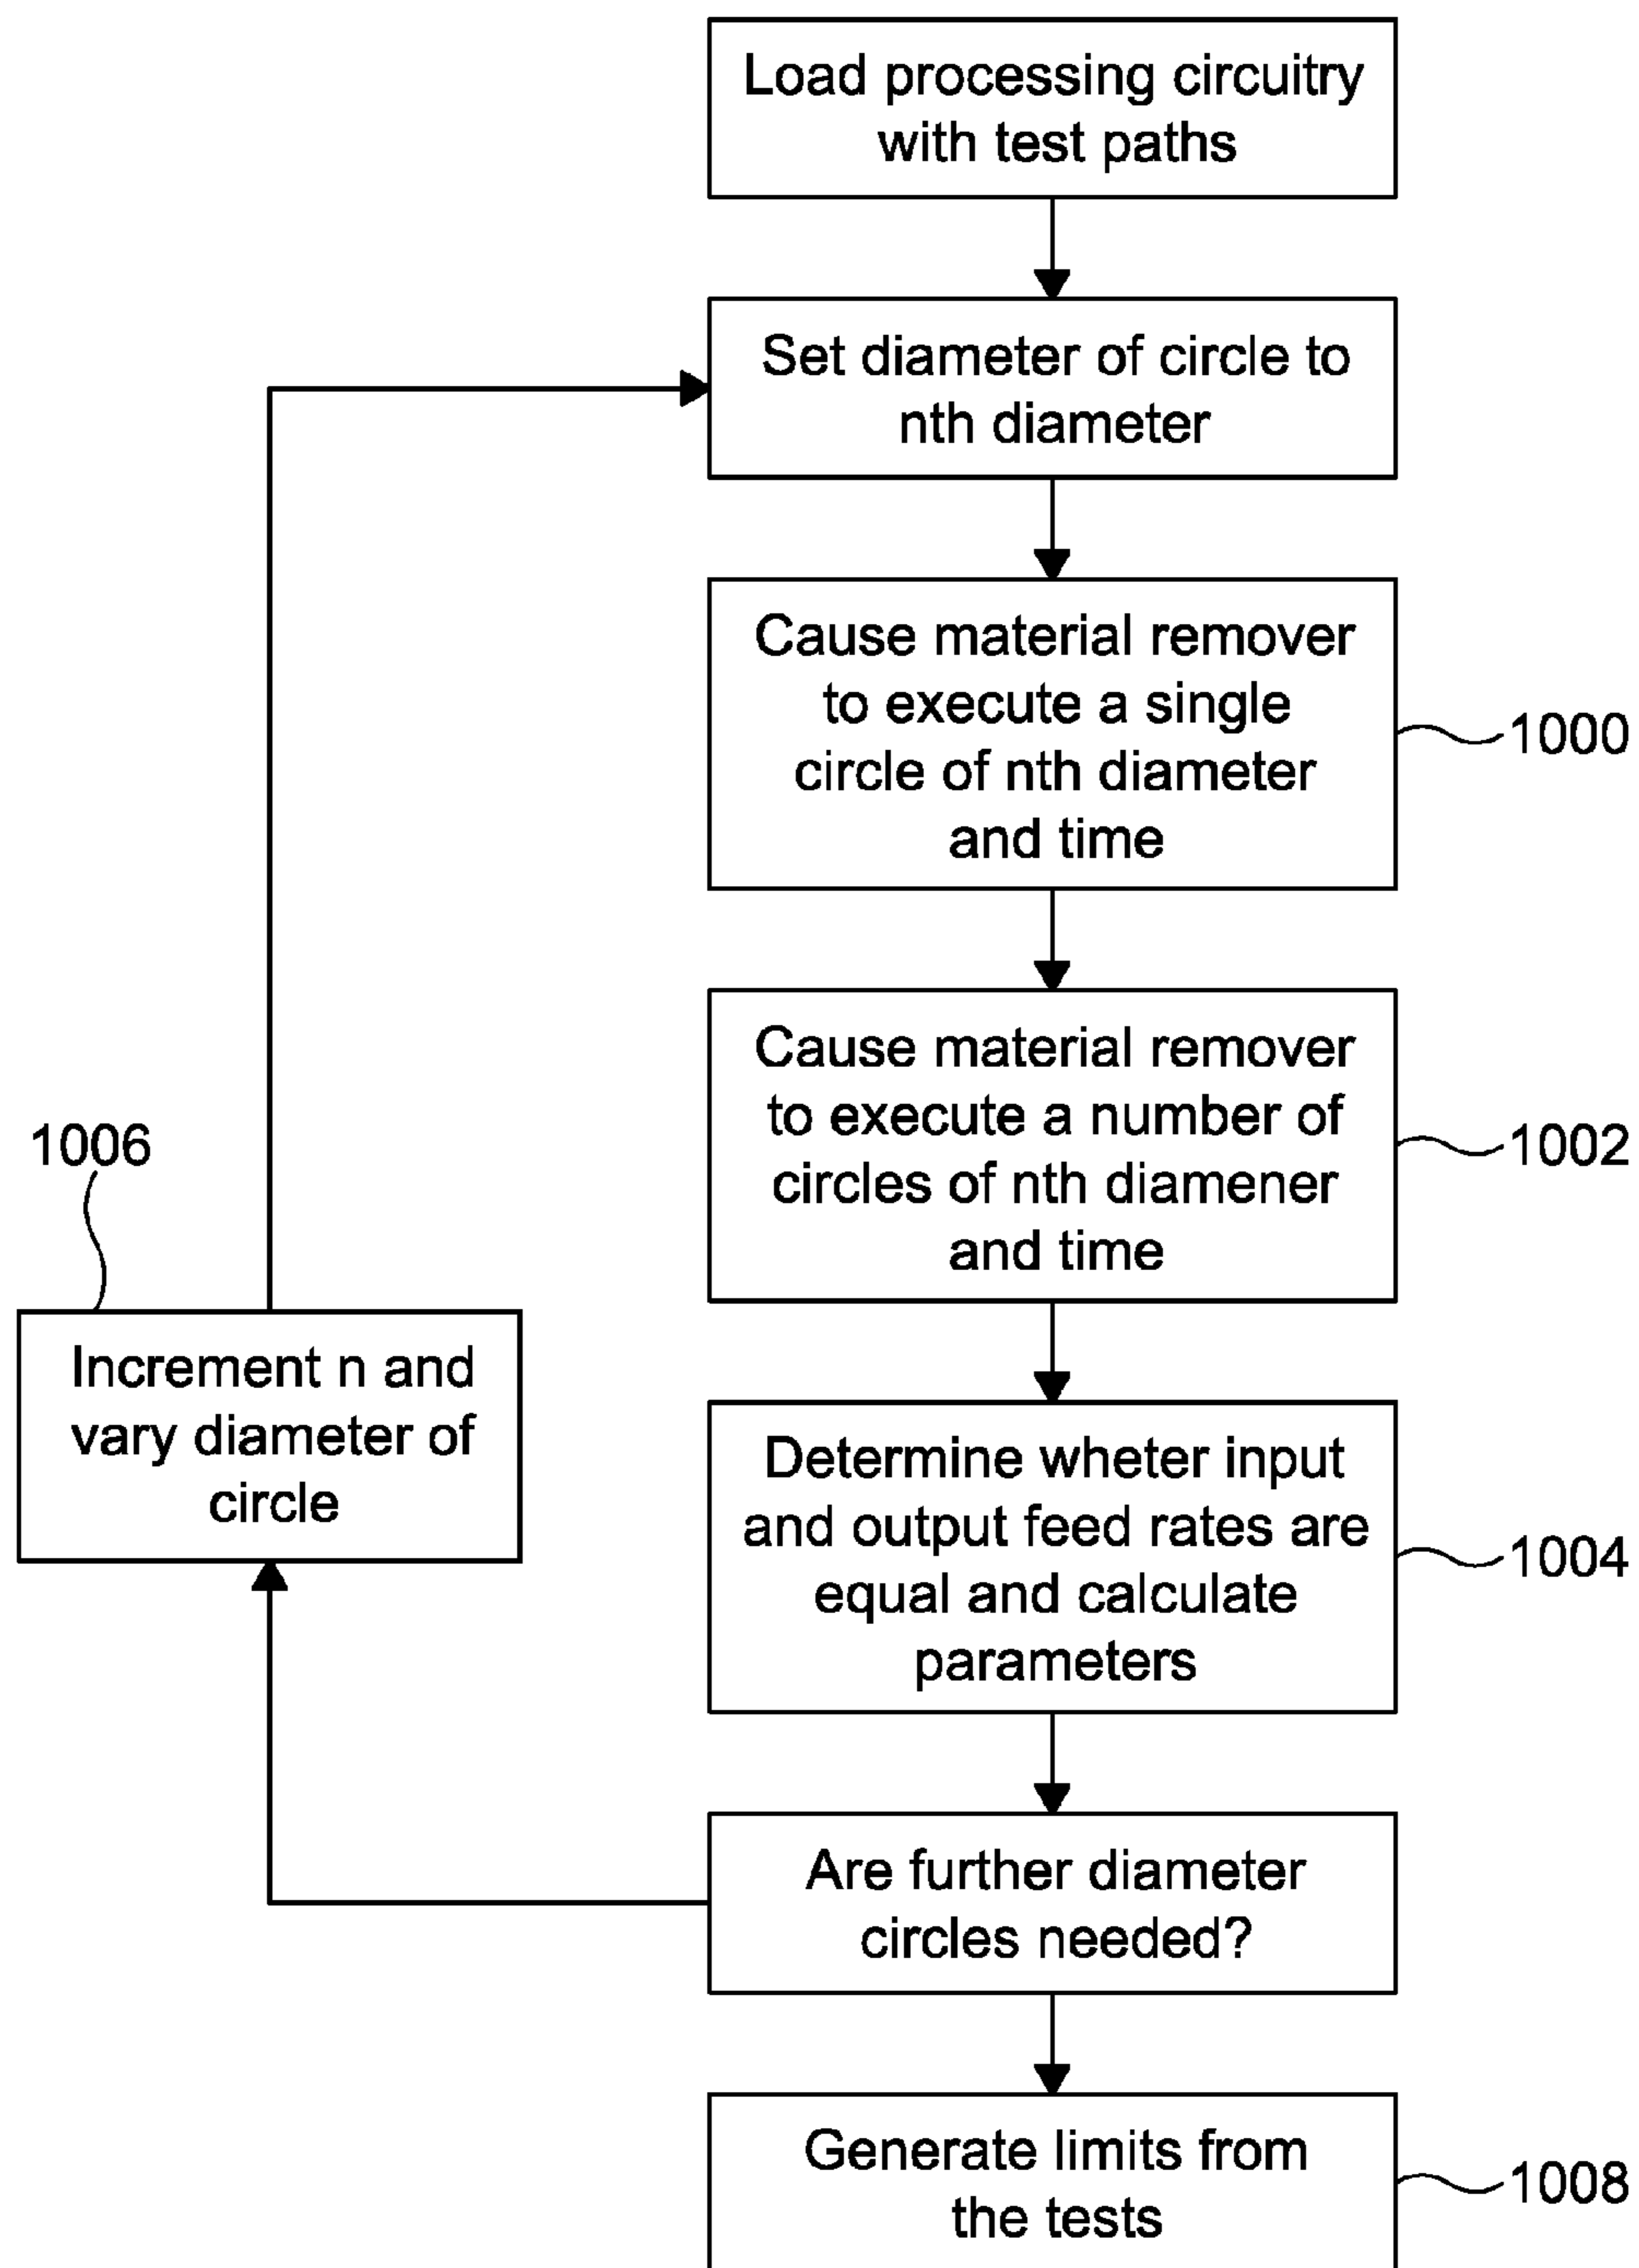 Load processing circuitry
with test paths
Set diameter of circle to
nth diameter
Cause material remover
to execute a single
circle of nth diameter
and time
1000
Cause material remover
to execute a number of
circles of nth diamener
and time
1002
1006
Increment n and
vary diameter of
circle
Determine wheter input
and output feed rates are
equal and calculate
parameters
1004
Are further diameter
circles needed?
Generate limits from
the tests
1008